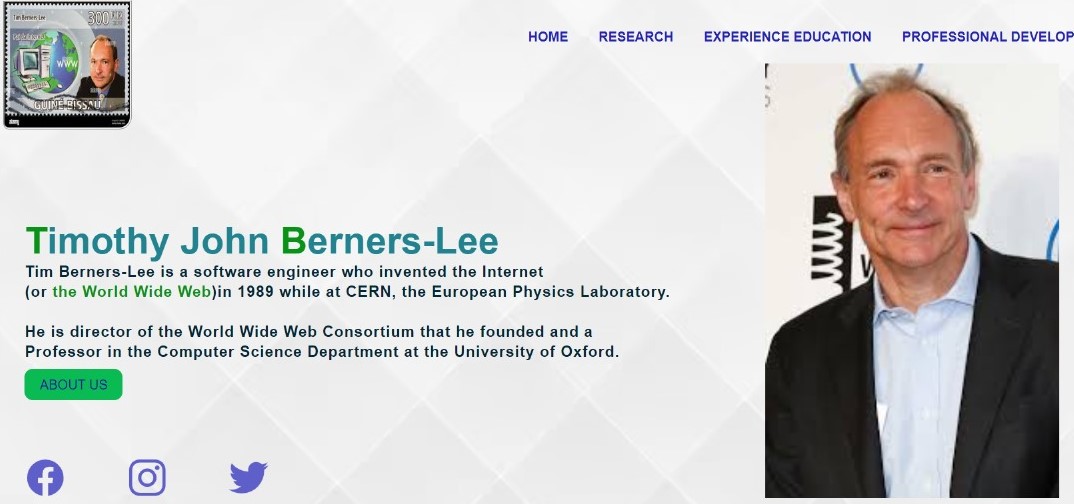 Tim Berners-Lee
300
WWW
GUINÉ-BISSAU
HOME RESEARCH EXPERIENCE EDUCATION PROFESSIONAL DEVELOP
Timothy John Berners-Lee
Tim Berners-Lee is a software engineer who invented the Internet
(or the World Wide Web)in 1989 while at CERN, the European Physics Laboratory.
He is director of the World Wide Web Consortium that he founded and a
Professor in the Computer Science Department at the University of Oxford.
ABOUT US